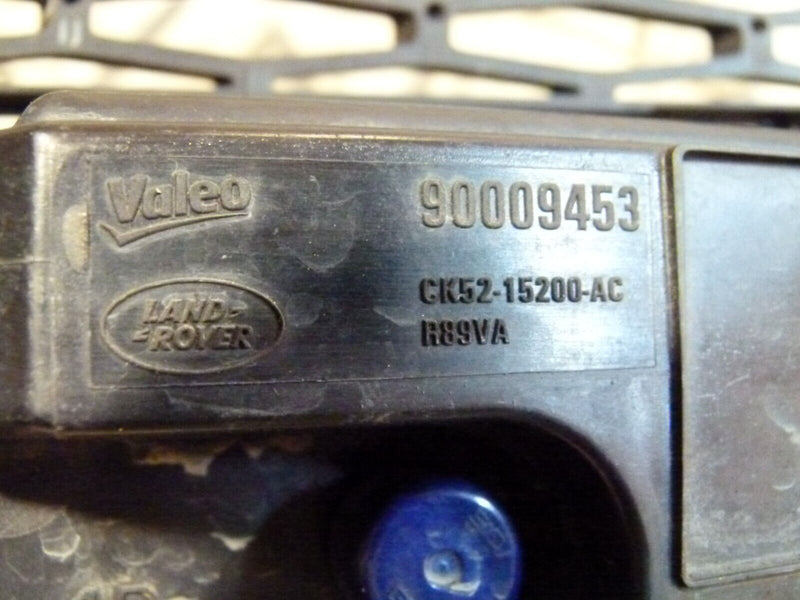 Valeo
90009453
LAND-
-ROVER
CK52-15200-AC
R89VA